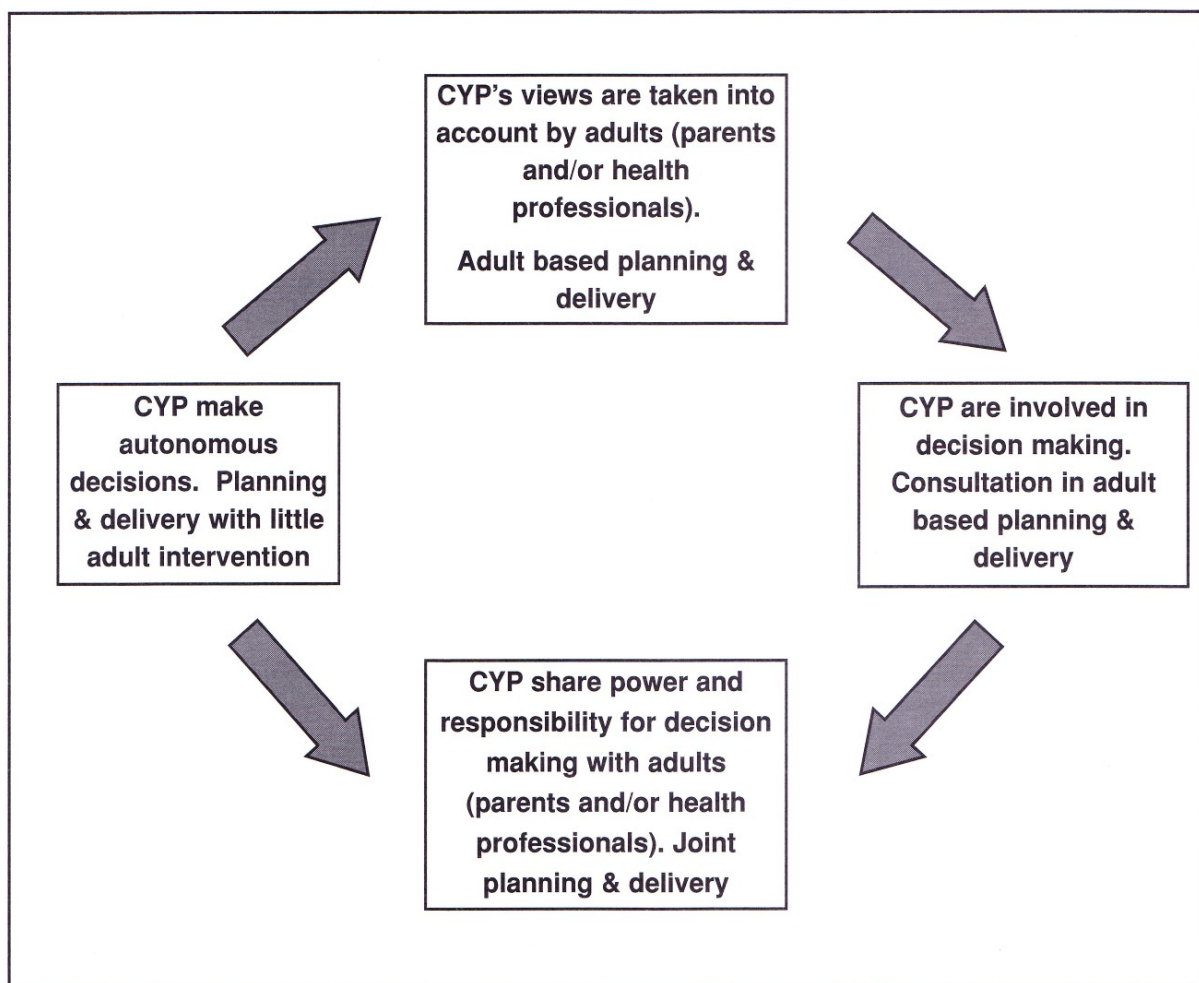 CYP's views are taken into
account by adults (parents
and/or health
professionals).
Adult based planning &
delivery
CYP make
autonomous
decisions. Planning
& delivery with little
adult intervention
CYP are involved in
decision making.
Consultation in adult
based planning &
delivery
CYP share power and
responsibility for decision
making with adults
(parents and/or health
professionals). Joint
planning & delivery